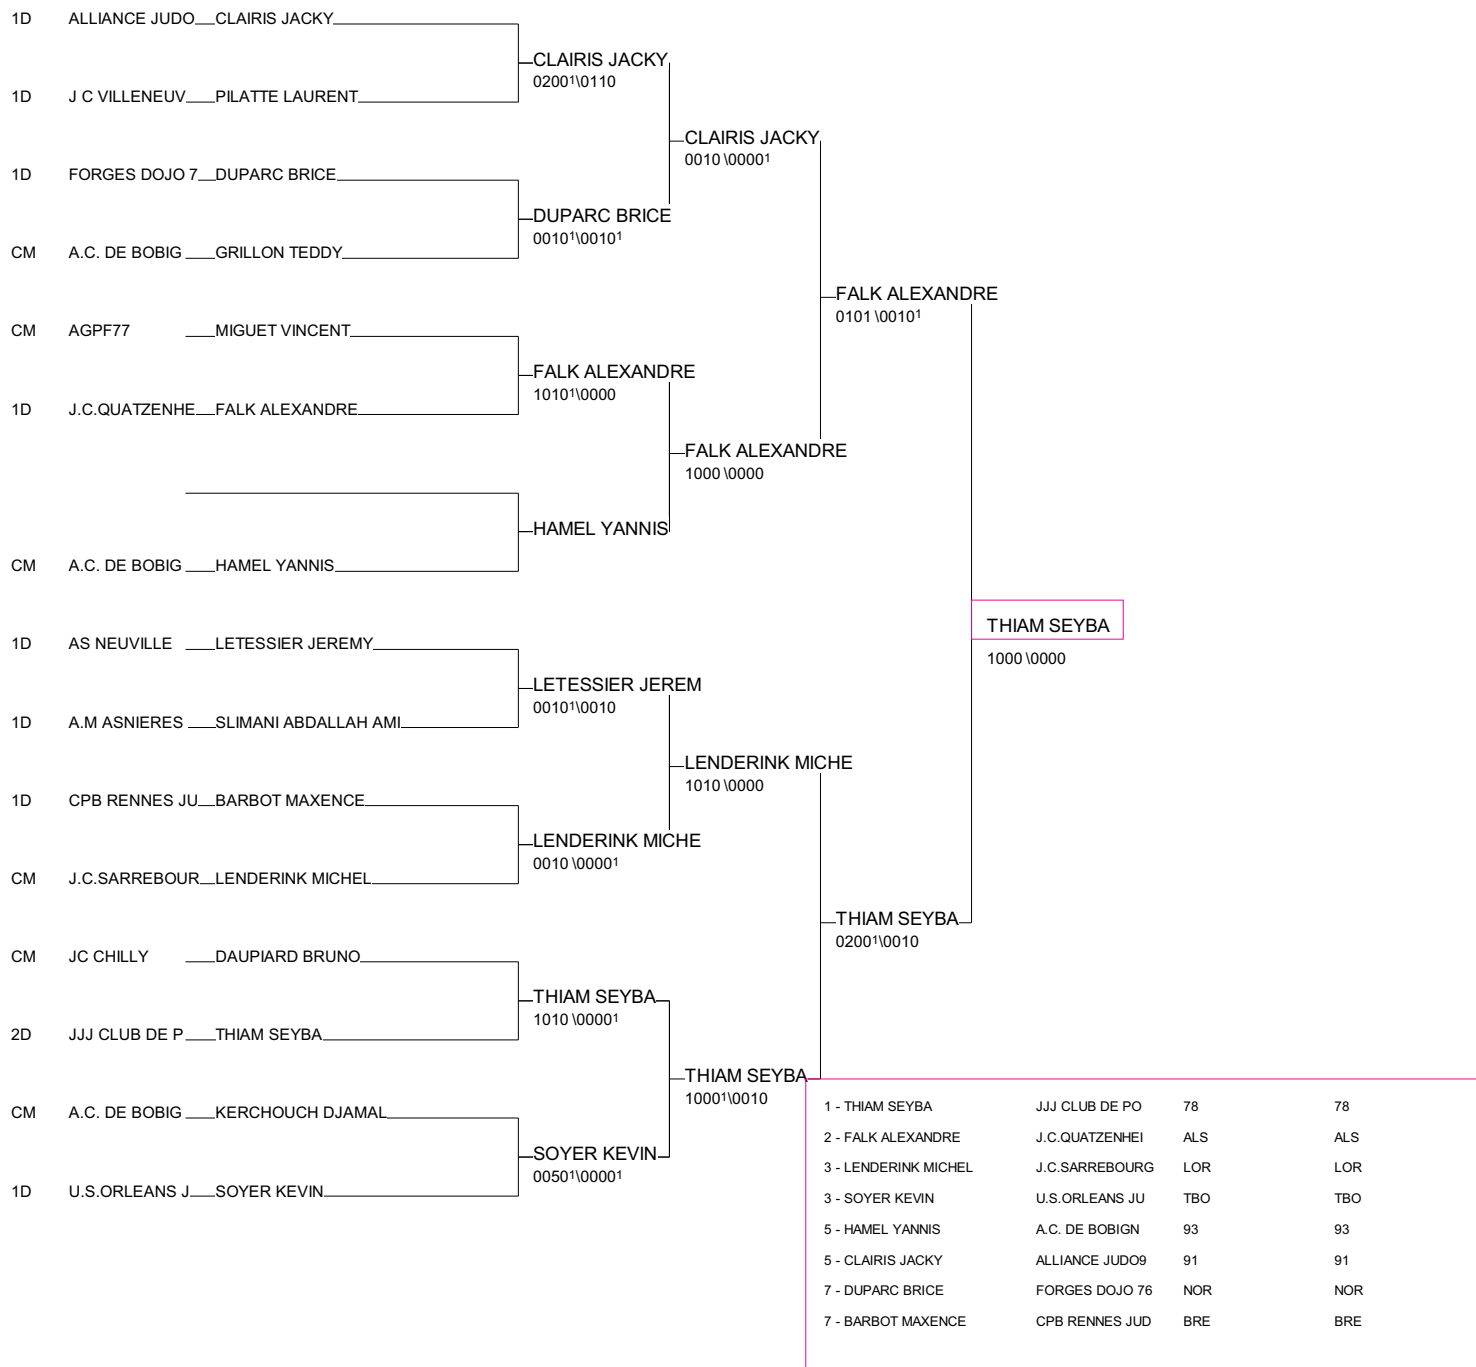 1D ALLIANCE JUDO CLAIRIS JACKY
CLAIRIS JACKY
02001\0110
1D J C VILLENEUV PILATTE LAURENT
CLAIRIS JACKY
0010 \00001
1D FORGES DOJO 7 DUPARC BRICE
DUPARC BRICE
00101\00101
CM A.C. DE BOBIG GRILLON TEDDY
FALK ALEXANDRE
0101 \00101
CM AGPF77 MIGUET VINCENT
FALK ALEXANDRE
10101\0000
1D J.C.QUATZENHE FALK ALEXANDRE
FALK ALEXANDRE
1000 \0000
HAMEL YANNIS
CM A.C. DE BOBIG HAMEL YANNIS
THIAM SEYBA
1000 \0000
1D AS NEUVILLE LETESSIER JEREMY
LETESSIER JEREM
00101\0010
1D A.M ASNIERES SLIMANI ABDALLAH AMI
LENDERINK MICHE
1010 \0000
1D CPB RENNES JU BARBOT MAXENCE
LENDERINK MICHE
0010 \00001
CM J.C.SARREBOUR LENDERINK MICHEL
THIAM SEYBA
02001\0010
CM JC CHILLY DAUPIARD BRUNO
THIAM SEYBA
1010 \00001
2D JJJ CLUB DE P THIAM SEYBA
THIAM SEYBA
10001\0010
CM A.C. DE BOBIG KERCHOUCH DJAMAL
SOYER KEVIN
00501\00001
1D U.S.ORLEANS J SOYER KEVIN
1 - THIAM SEYBA JJJ CLUB DE PO 78 78
2 - FALK ALEXANDRE J.C.QUATZENHEI ALS ALS
3 - LENDERINK MICHEL J.C.SARREBOURG LOR LOR
3 - SOYER KEVIN U.S.ORLEANS JU TBO TBO
5 - HAMEL YANNIS A.C. DE BOBIGN 93 93
5 - CLAIRIS JACKY ALLIANCE JUDO9 91 91
7 - DUPARC BRICE FORGES DOJO 76 NOR NOR
7 - BARBOT MAXENCE CPB RENNES JUD BRE BRE